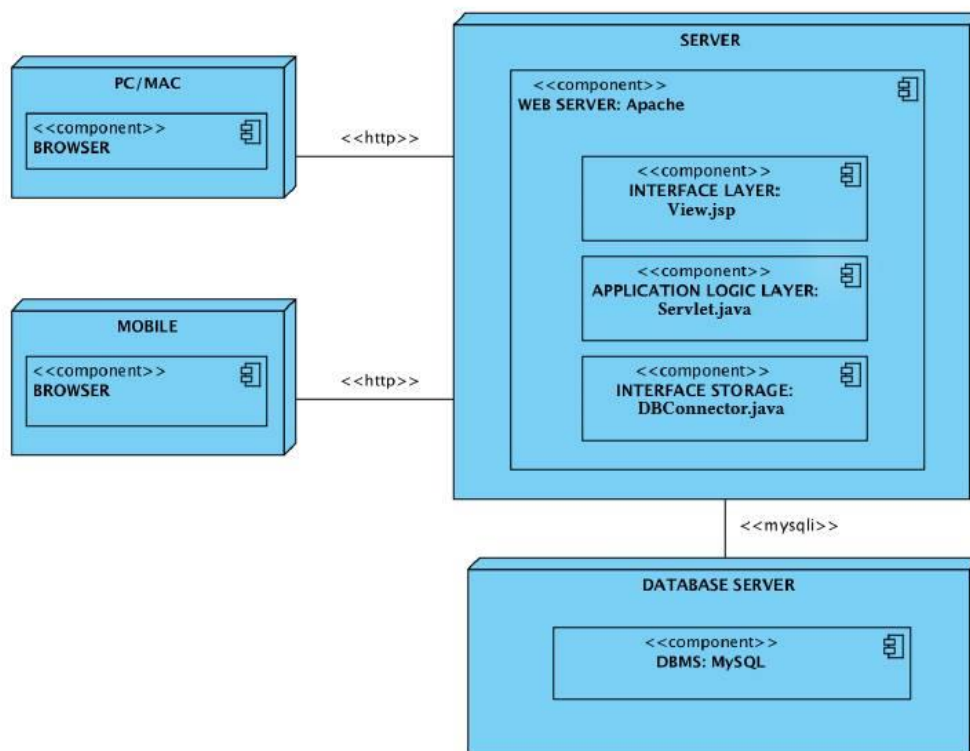 PC/MAC
<<component>>
BROWSER
<<http>>
MOBILE
<<component>>
BROWSER
<<http>>
SERVER
<<component>>
WEB SERVER: Apache
<<component>>
INTERFACE LAYER:
View.jsp
<<component>>
APPLICATION LOGIC LAYER:
Servlet.java
<<component>>
INTERFACE STORAGE:
DBConnector.java
<<mysqli>>
DATABASE SERVER
<<component>>
DBMS: MySQL